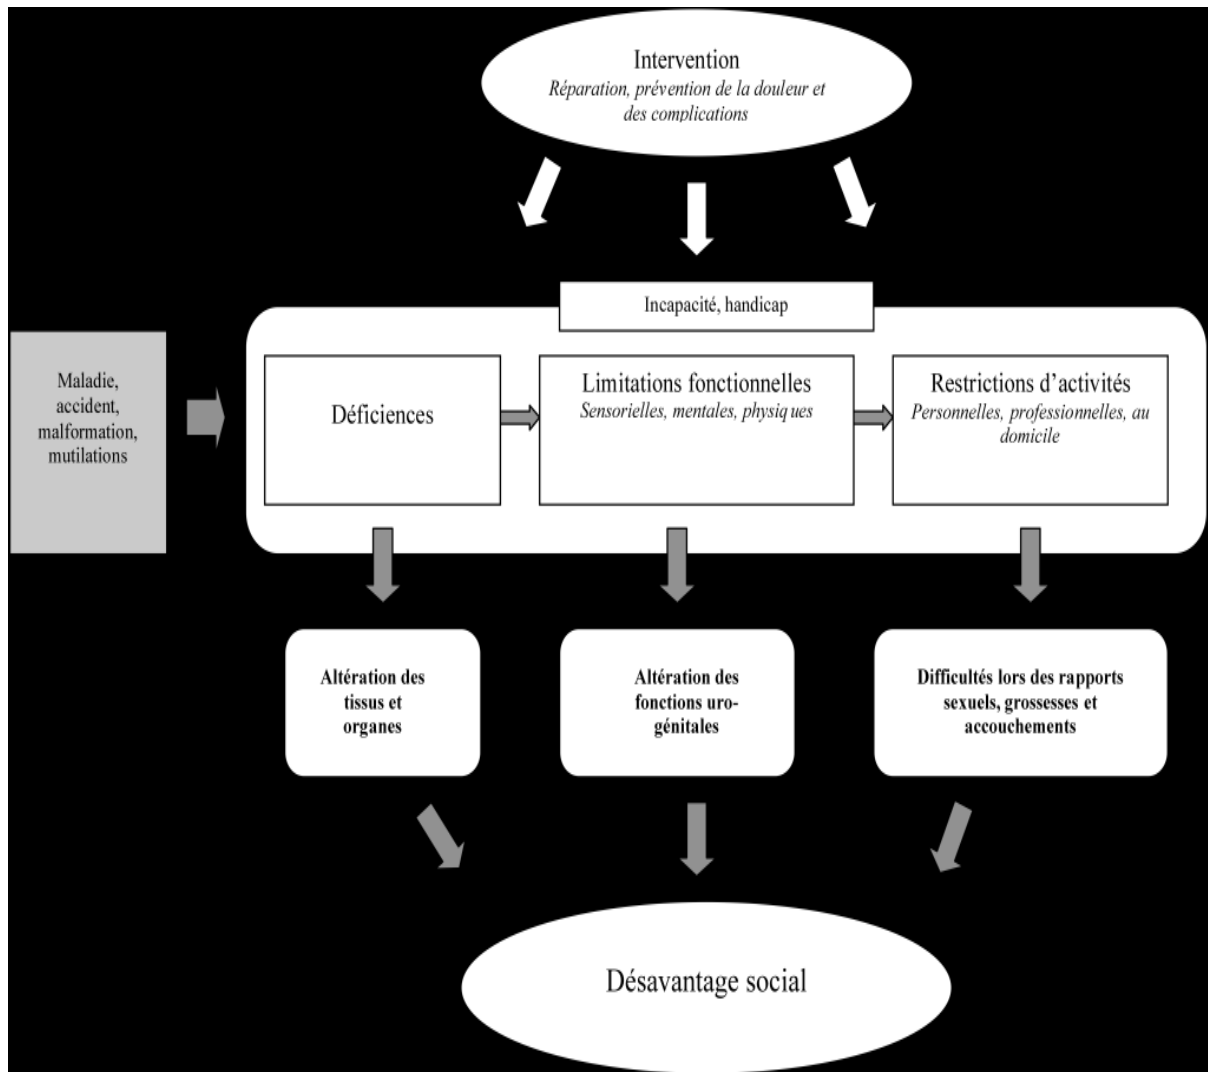 Intervention
Réparation, prévention de la douleur et
des complications
Incapacité, handicap
Maladie,
accident,
malformation,
mutilations
Déficiences
Limitations fonctionnelles
Sensorielles, mentales, physiques
Restrictions d’activités
Personnelles, professionnelles, au
domicile
Altération des
tissus et
organes
Altération des
fonctions uro-
génitales
Difficultés lors des rapports
sexuels, grossesses et
accouchements
Désavantage social